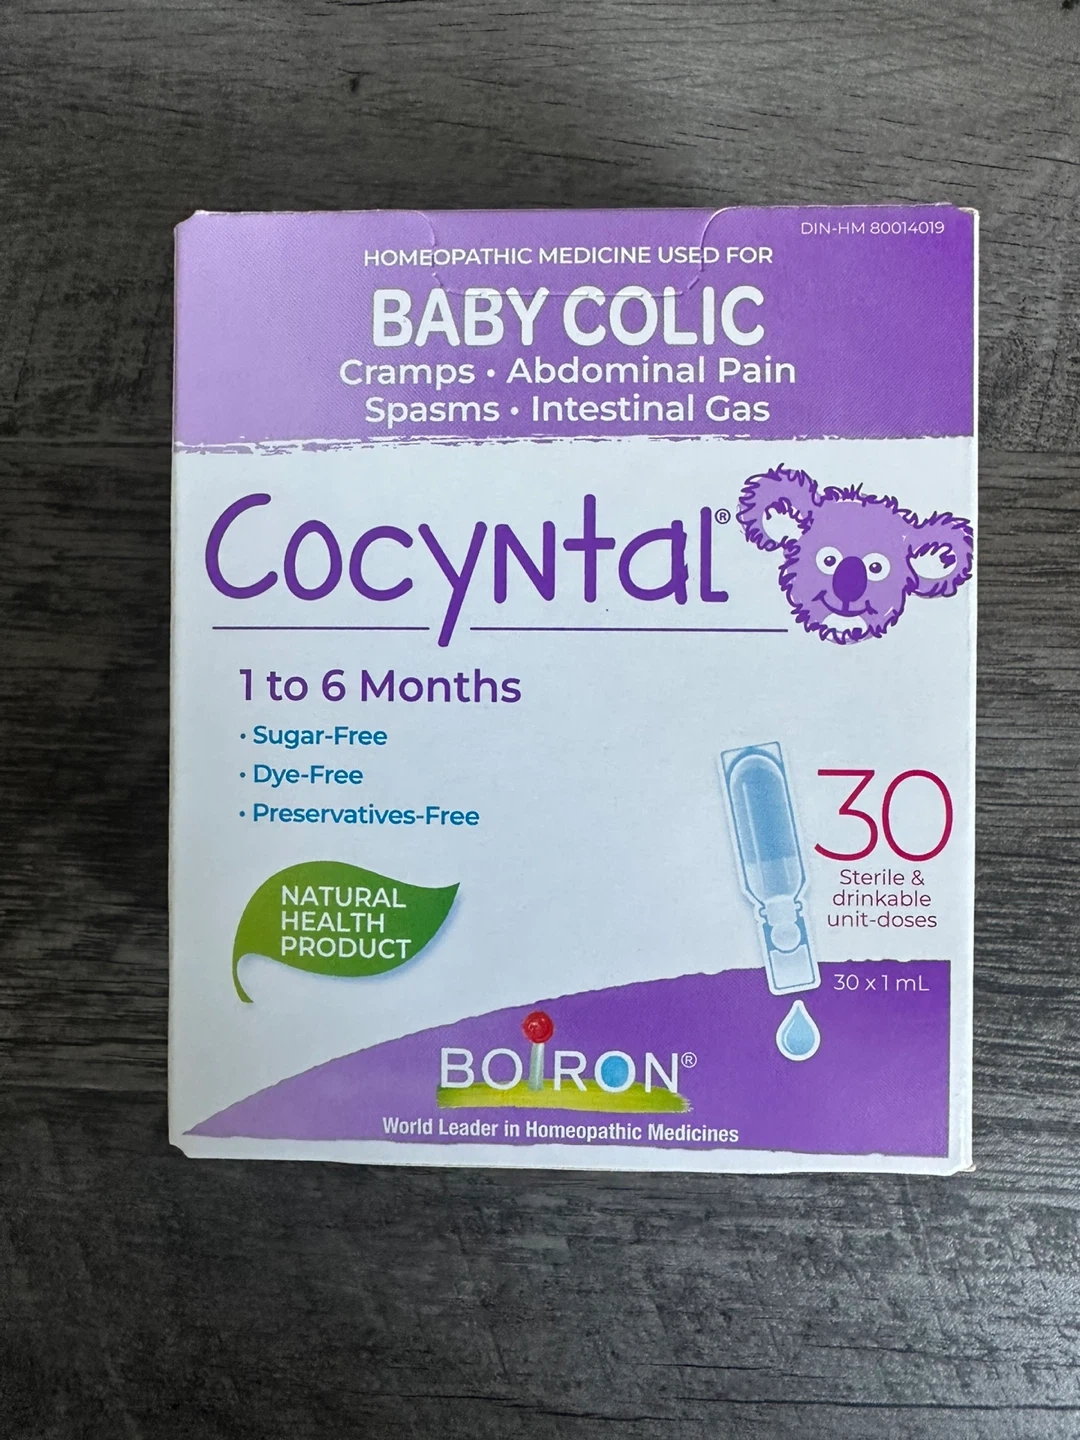 DIN-HM 80014019
HOMEOPATHIC MEDICINE USED FOR
BABY COLIC
Cramps • Abdominal Pain
Spasms • Intestinal Gas
Cocyntal®
1 to 6 Months
• Sugar-Free
• Dye-Free
• Preservatives-Free
NATURAL
HEALTH
PRODUCT
30
Sterile &
drinkable
unit-doses
30 x 1 mL
BOIRON®
World Leader in Homeopathic Medicines